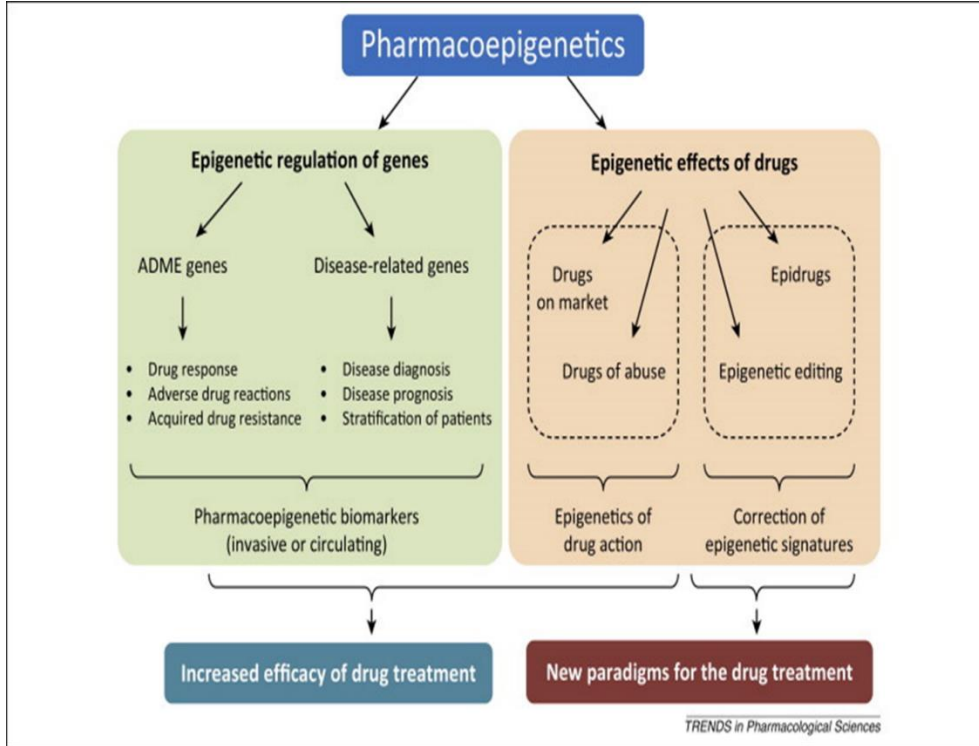 Pharmacoepigenetics
Epigenetic regulation of genes
ADME genes
Disease-related genes
• Drug response
• Adverse drug reactions
• Acquired drug resistance
• Disease diagnosis
• Disease prognosis
• Stratification of patients
Pharmacoepigenetic biomarkers
(invasive or circulating)
Epigenetic effects of drugs
Drugs
on market
Epidrugs
Drugs of abuse
Epigenetic editing
Epigenetics of
drug action
Correction of
epigenetic signatures
Increased efficacy of drug treatment
New paradigms for the drug treatment
TRENDS in Pharmacological Sciences